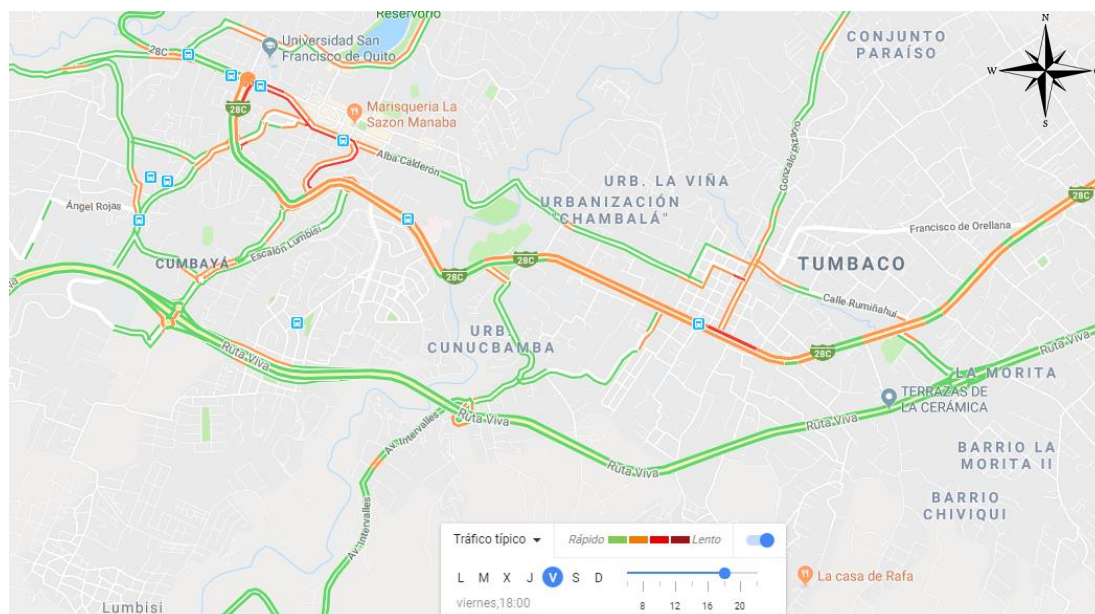 Reservorio
28C
Universidad San
Francisco de Quito
CONJUNTO
PARAÍSO
N
W
S
28C
Marisqueria La
Sazon Manaba
Alba Calderón
Gonzalo Pizarro
URB. LA VIÑA
URBANIZACIÓN
"CHAMBALÁ"
28C
Ángel Rojas
Francisco de Orellana
Escalón Lumbisi
CUMBAYÁ
28C
28C
TUMBACO
Calle Rumiñahui
URB.
CUNUCBAMBA
28C
Ruta Viva
Ruta Viva
LA MORITA
TERRAZAS DE
LA CERÁMICA
Ruta Viva
Ruta Viva
Ruta Viva
Av. Intervalles
BARRIO LA
MORITA II
BARRIO
CHIVIQUI
Av. Intervalles
Tráfico típico
Rápido
Lento
L M X J V S D
viernes,18:00
8 12 16 20
La casa de Rafa
Lumbisi